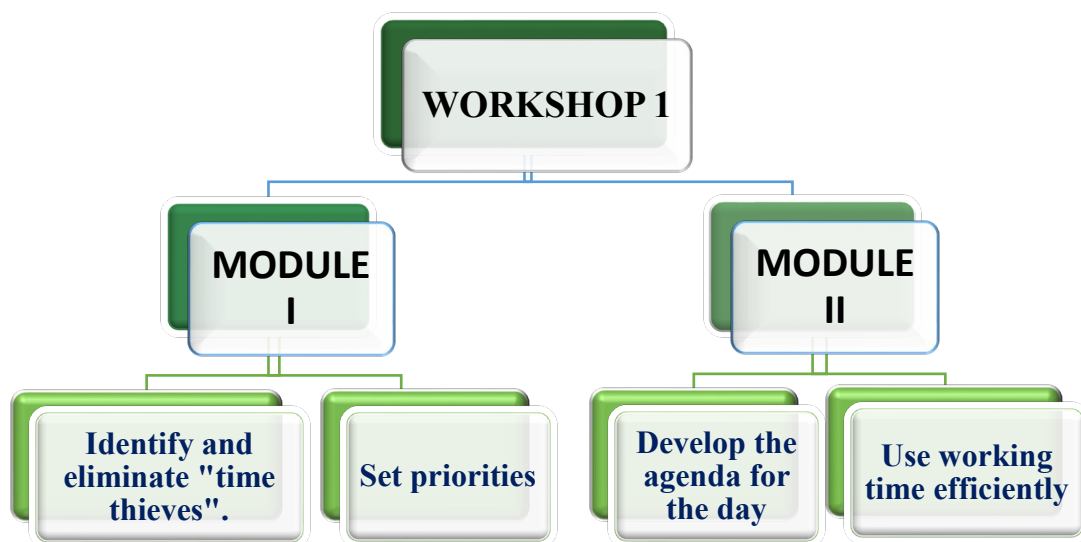 WORKSHOP 1
MODULE
I
MODULE
II
Identify and
eliminate "time
thieves".
Set priorities
Develop the
agenda for
the day
Use working
time efficiently